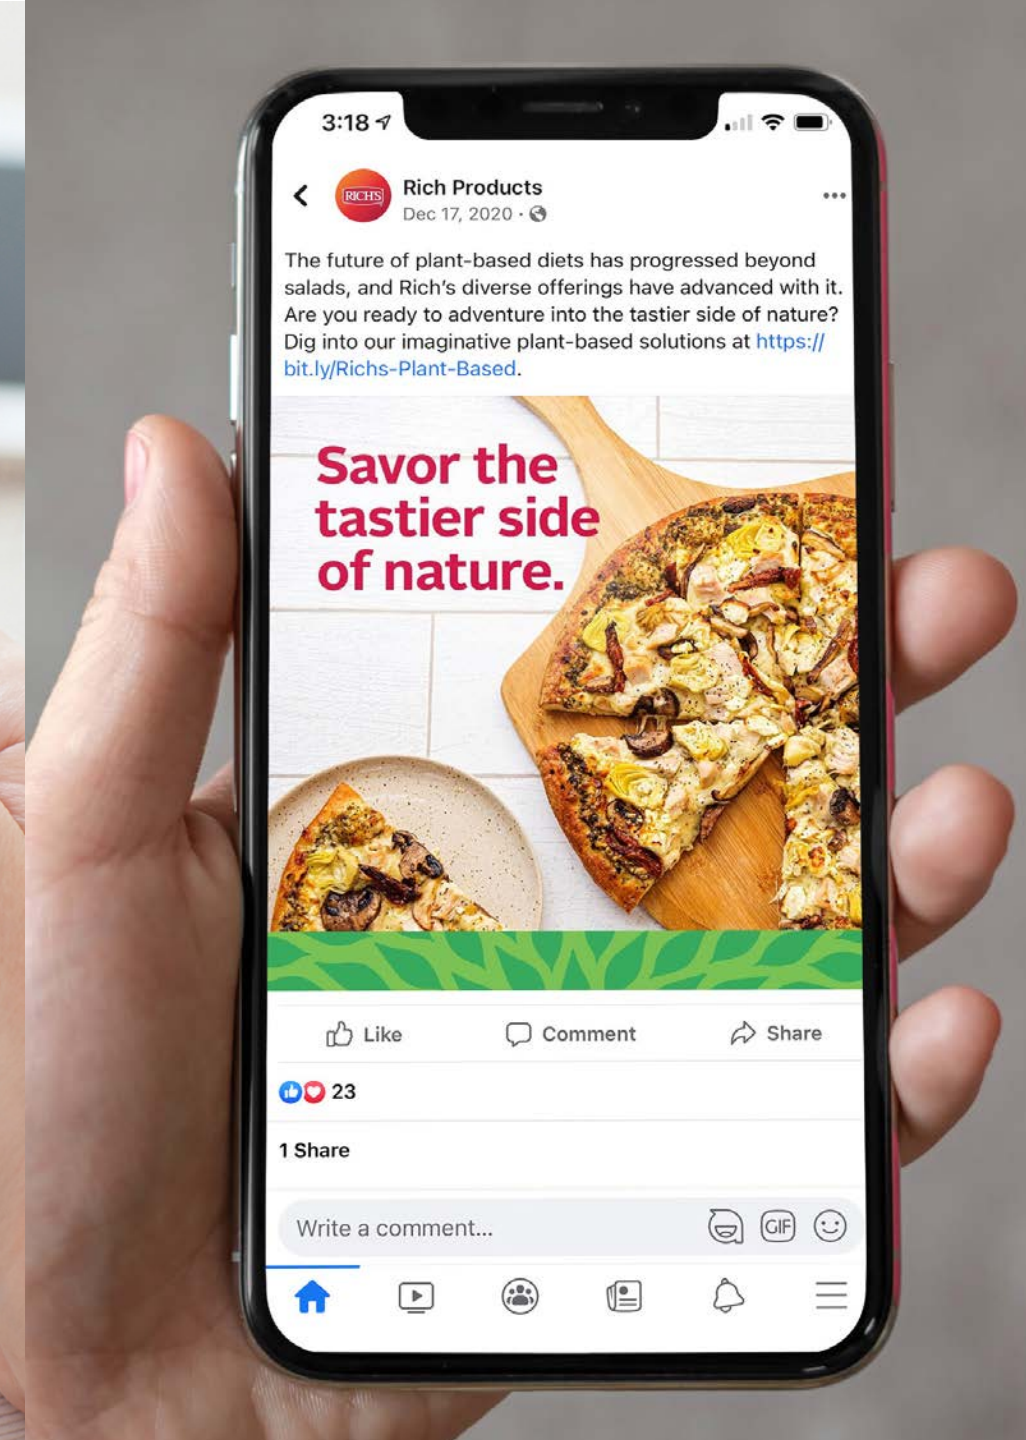 3:18
RICH'S
Rich Products
Dec 17, 2020 ·
The future of plant-based diets has progressed beyond
salads, and Rich's diverse offerings have advanced with it.
Are you ready to adventure into the tastier side of nature?
Dig into our imaginative plant-based solutions at https://
bit.ly/Richs-Plant-Based.
Savor the
tastier side
of nature.
Like Comment Share
23
1 Share
Write a comment... GIF